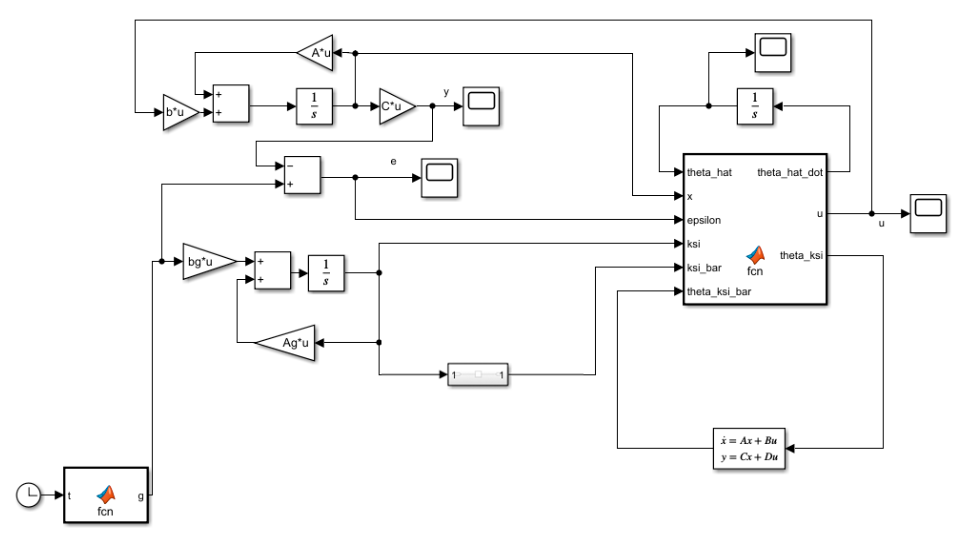 A*u
b*u
+
+
1
s
C*u
y
−
+
e
1
s
theta_hat
x
epsilon
ksi
ksi_bar
theta_ksi_bar
fcn
theta_hat_dot
u
theta_ksi
u
bg*u
+
+
1
s
Ag*u
1 1
ẋ = Ax + Bu
y = Cx + Du
t
fcn
g